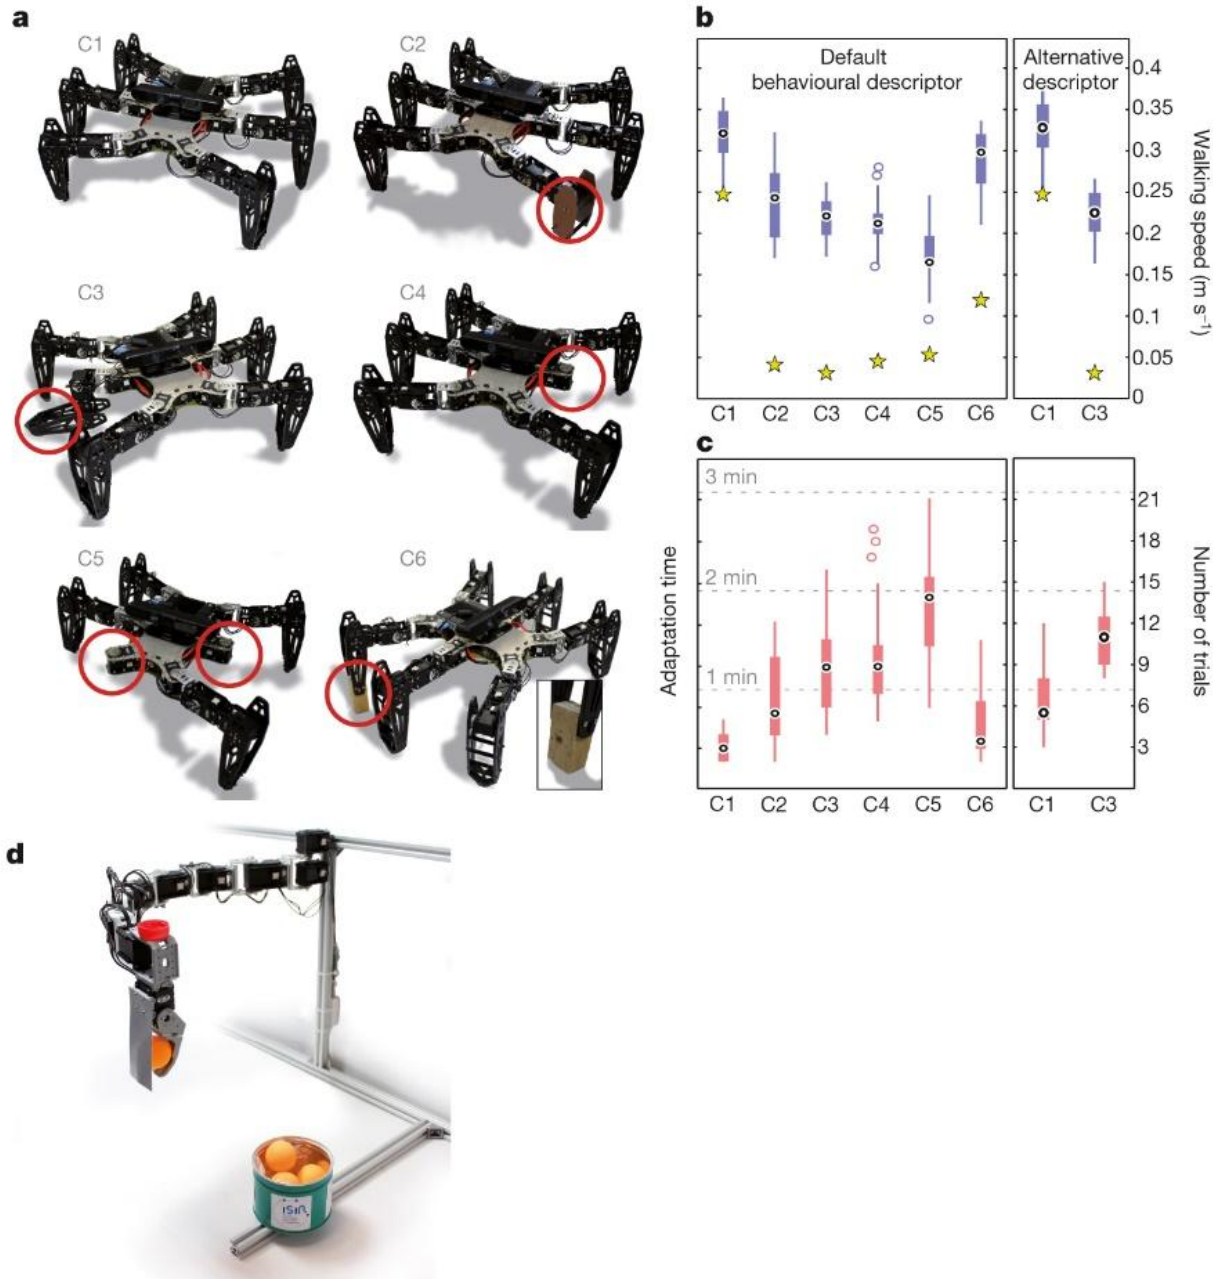 a
C1
C2
C3
C4
C5
C6
b
Default
behavioural descriptor
Alternative
descriptor
0.4
0.35
0.3
0.25
0.2
0.15
0.1
0.05
0
Walking speed (m s⁻¹)
C1 C2 C3 C4 C5 C6 C1 C3
c
3 min
2 min
1 min
Adaptation time
21
18
15
12
9
6
3
Number of trials
C1 C2 C3 C4 C5 C6 C1 C3
d
ISIR